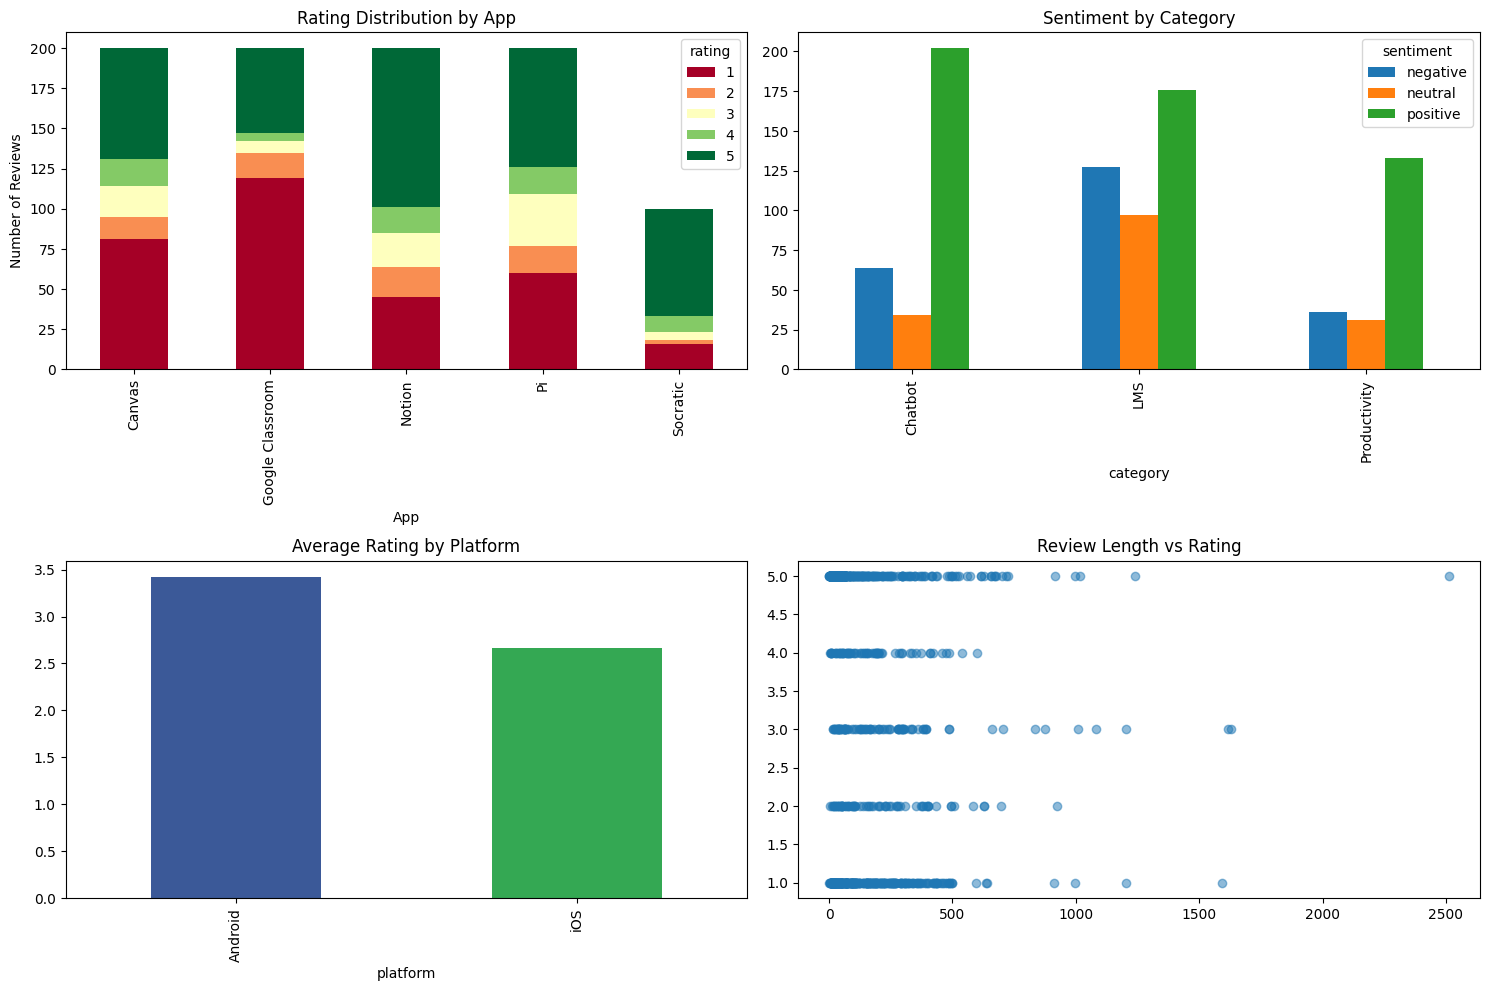 Rating Distribution by App
Number of Reviews
200
175
150
125
100
75
50
25
0
rating
1
2
3
4
5
Canvas
Google Classroom
Notion
Pi
Socratic
App
Sentiment by Category
200
175
150
125
100
75
50
25
0
sentiment
negative
neutral
positive
Chatbot
LMS
Productivity
category
Average Rating by Platform
3.5
3.0
2.5
2.0
1.5
1.0
0.5
0.0
Android
iOS
platform
Review Length vs Rating
5.0
4.5
4.0
3.5
3.0
2.5
2.0
1.5
1.0
0
500
1000
1500
2000
2500